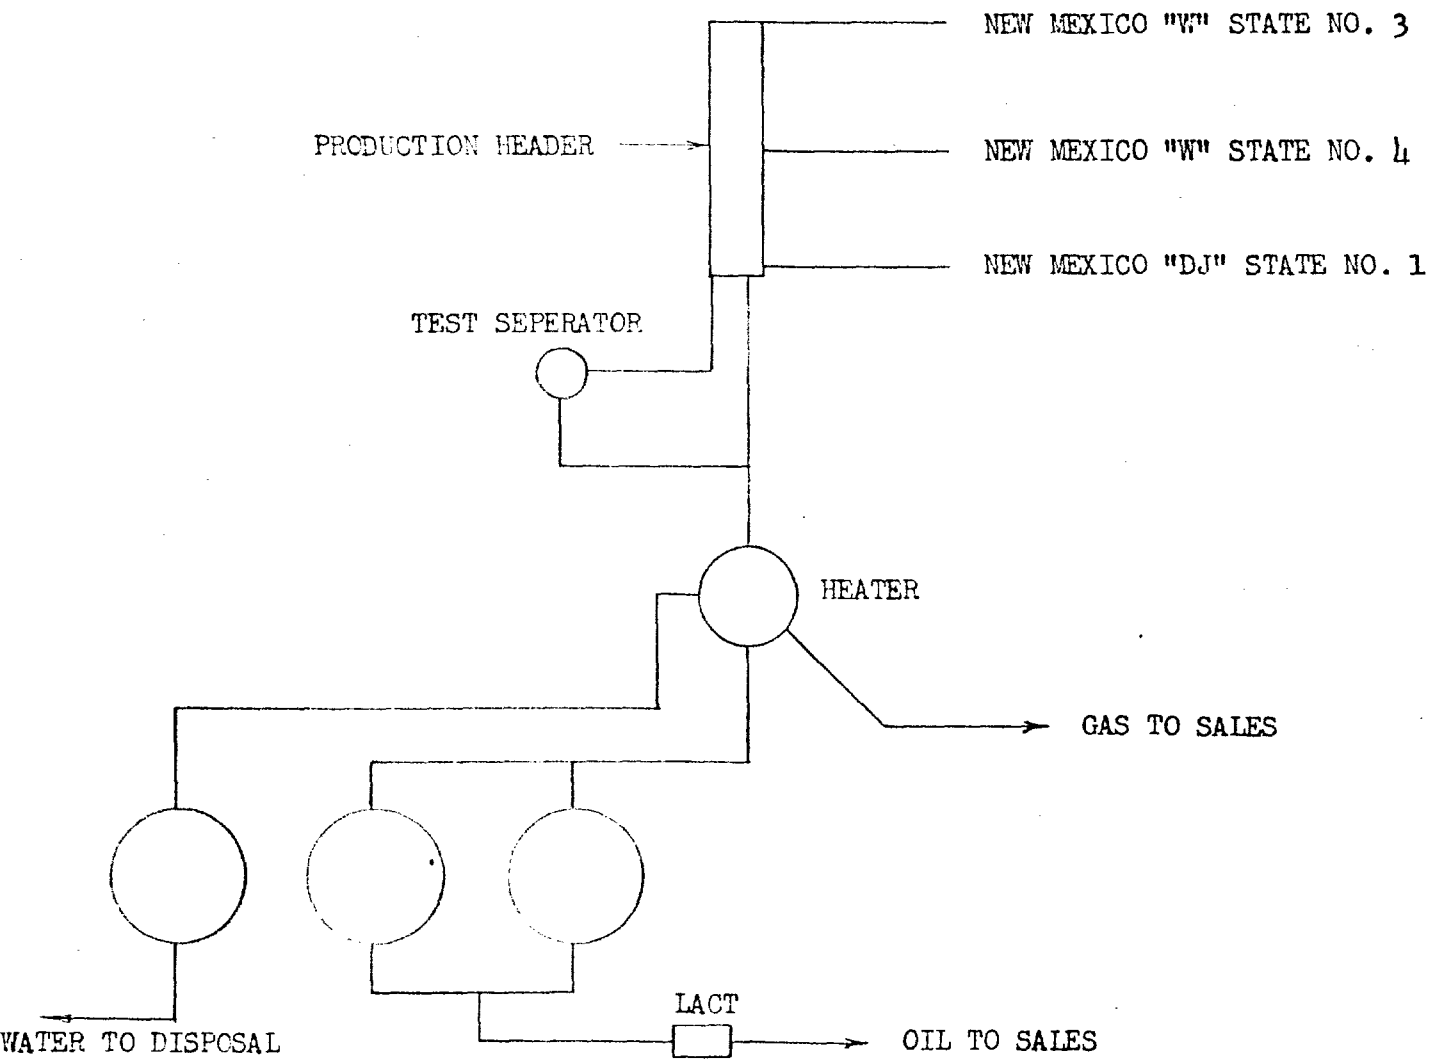 NEW MEXICO "W" STATE NO. 3
PRODUCTION HEADER
NEW MEXICO "W" STATE NO. 4
NEW MEXICO "DJ" STATE NO. 1
TEST SEPERATOR
HEATER
GAS TO SALES
LACT
WATER TO DISPOSAL
OIL TO SALES